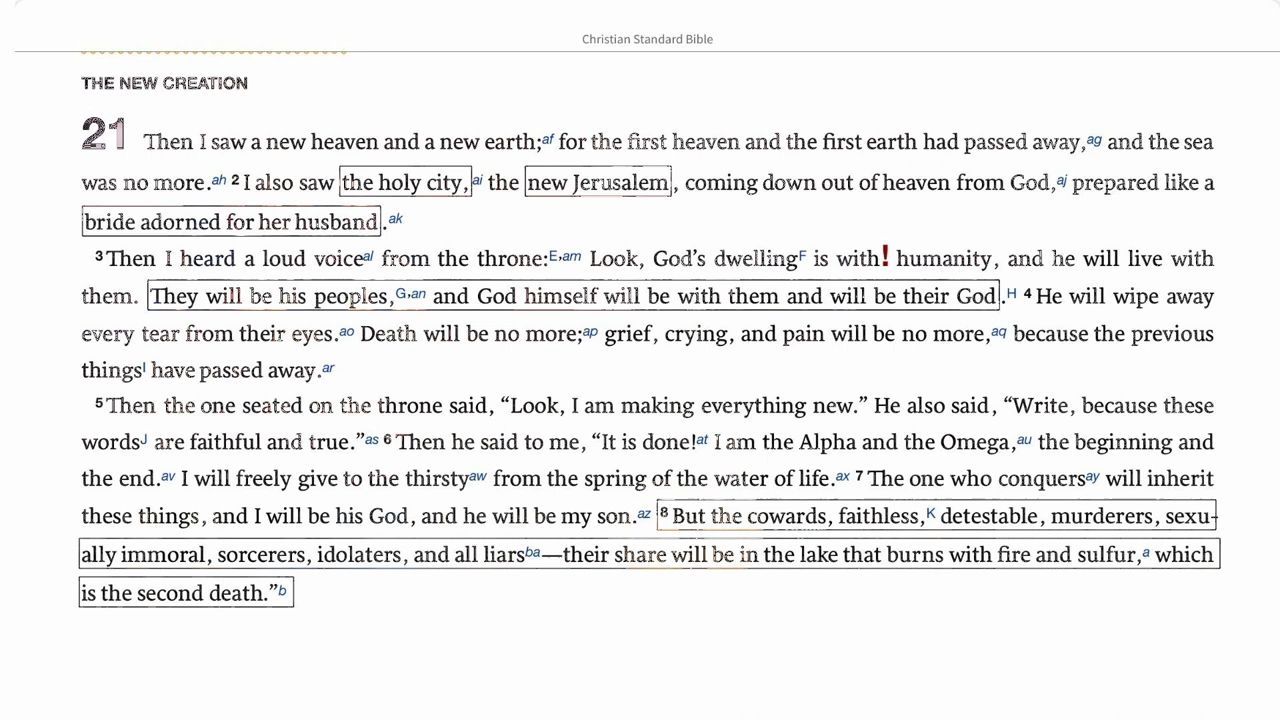 Christian Standard Bible
THE NEW CREATION
21 Then I saw a new heaven and a new earth;af for the first heaven and the first earth had passed away,ag and the sea
was no more.ah 2 I also saw the holy city,ai the new Jerusalem, coming down out of heaven from God,aj prepared like a
bride adorned for her husband.ak
3 Then I heard a loud voiceal from the throne:E,am Look, God’s dwellingF is with! humanity, and he will live with
them. They will be his peoples,G,an and God himself will be with them and will be their God.H 4 He will wipe away
every tear from their eyes.ao Death will be no more;ap grief, crying, and pain will be no more,aq because the previous
thingsI have passed away.ar
5 Then the one seated on the throne said, “Look, I am making everything new.” He also said, “Write, because these
wordsJ are faithful and true.”as 6 Then he said to me, “It is done!at I am the Alpha and the Omega,au the beginning and
the end.av I will freely give to the thirstyaw from the spring of the water of life.ax 7 The one who conquersay will inherit
these things, and I will be his God, and he will be my son.az 8 But the cowards, faithless,K detestable, murderers, sexu-
ally immoral, sorcerers, idolaters, and all liarsba—their share will be in the lake that burns with fire and sulfur,a which
is the second death.”b